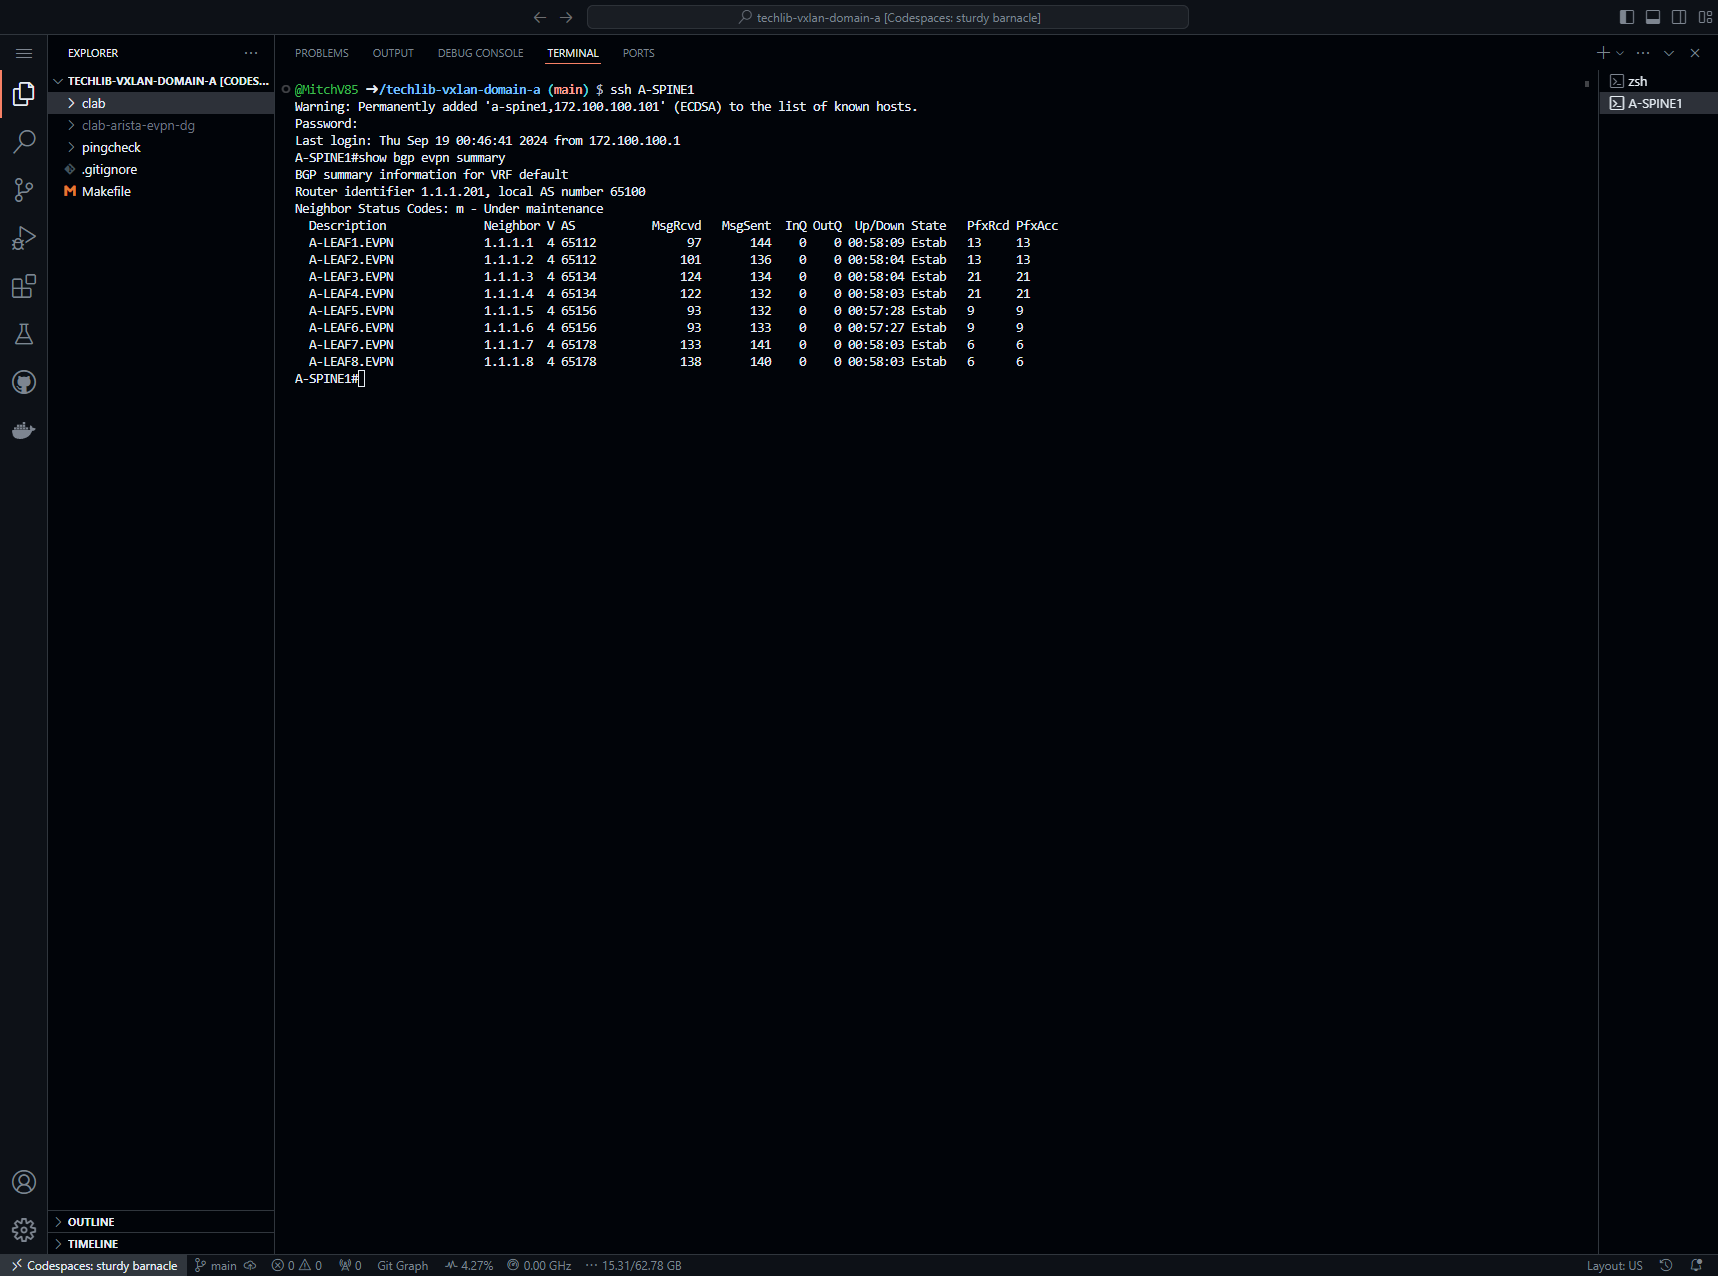 techlib-vxlan-domain-a [Codespaces: sturdy barnacle]
EXPLORER
TECHLIB-VXLAN-DOMAIN-A [CODES...
clab
clab-arista-evpn-dg
pingcheck
.gitignore
M Makefile
OUTLINE
TIMELINE
PROBLEMS OUTPUT DEBUG CONSOLE TERMINAL PORTS
@MitchV85 ➜/techlib-vxlan-domain-a (main) $ ssh A-SPINE1
Warning: Permanently added 'a-spine1,172.100.100.101' (ECDSA) to the list of known hosts.
Password:
Last login: Thu Sep 19 00:46:41 2024 from 172.100.100.1
A-SPINE1#show bgp evpn summary
BGP summary information for VRF default
Router identifier 1.1.1.201, local AS number 65100
Neighbor Status Codes: m - Under maintenance
Description Neighbor V AS MsgRcvd MsgSent InQ OutQ Up/Down State PfxRcd PfxAcc
A-LEAF1.EVPN 1.1.1.1 4 65112 97 144 0 0 00:58:09 Estab 13 13
A-LEAF2.EVPN 1.1.1.2 4 65112 101 136 0 0 00:58:04 Estab 13 13
A-LEAF3.EVPN 1.1.1.3 4 65134 124 134 0 0 00:58:04 Estab 21 21
A-LEAF4.EVPN 1.1.1.4 4 65134 122 132 0 0 00:58:03 Estab 21 21
A-LEAF5.EVPN 1.1.1.5 4 65156 93 132 0 0 00:57:28 Estab 9 9
A-LEAF6.EVPN 1.1.1.6 4 65156 93 133 0 0 00:57:27 Estab 9 9
A-LEAF7.EVPN 1.1.1.7 4 65178 133 141 0 0 00:58:03 Estab 6 6
A-LEAF8.EVPN 1.1.1.8 4 65178 138 140 0 0 00:58:03 Estab 6 6
A-SPINE1#
zsh
A-SPINE1
Codespaces: sturdy barnacle main 0 0 0 Git Graph 4.27% 0.00 GHz 15.31/62.78 GB Layout: US